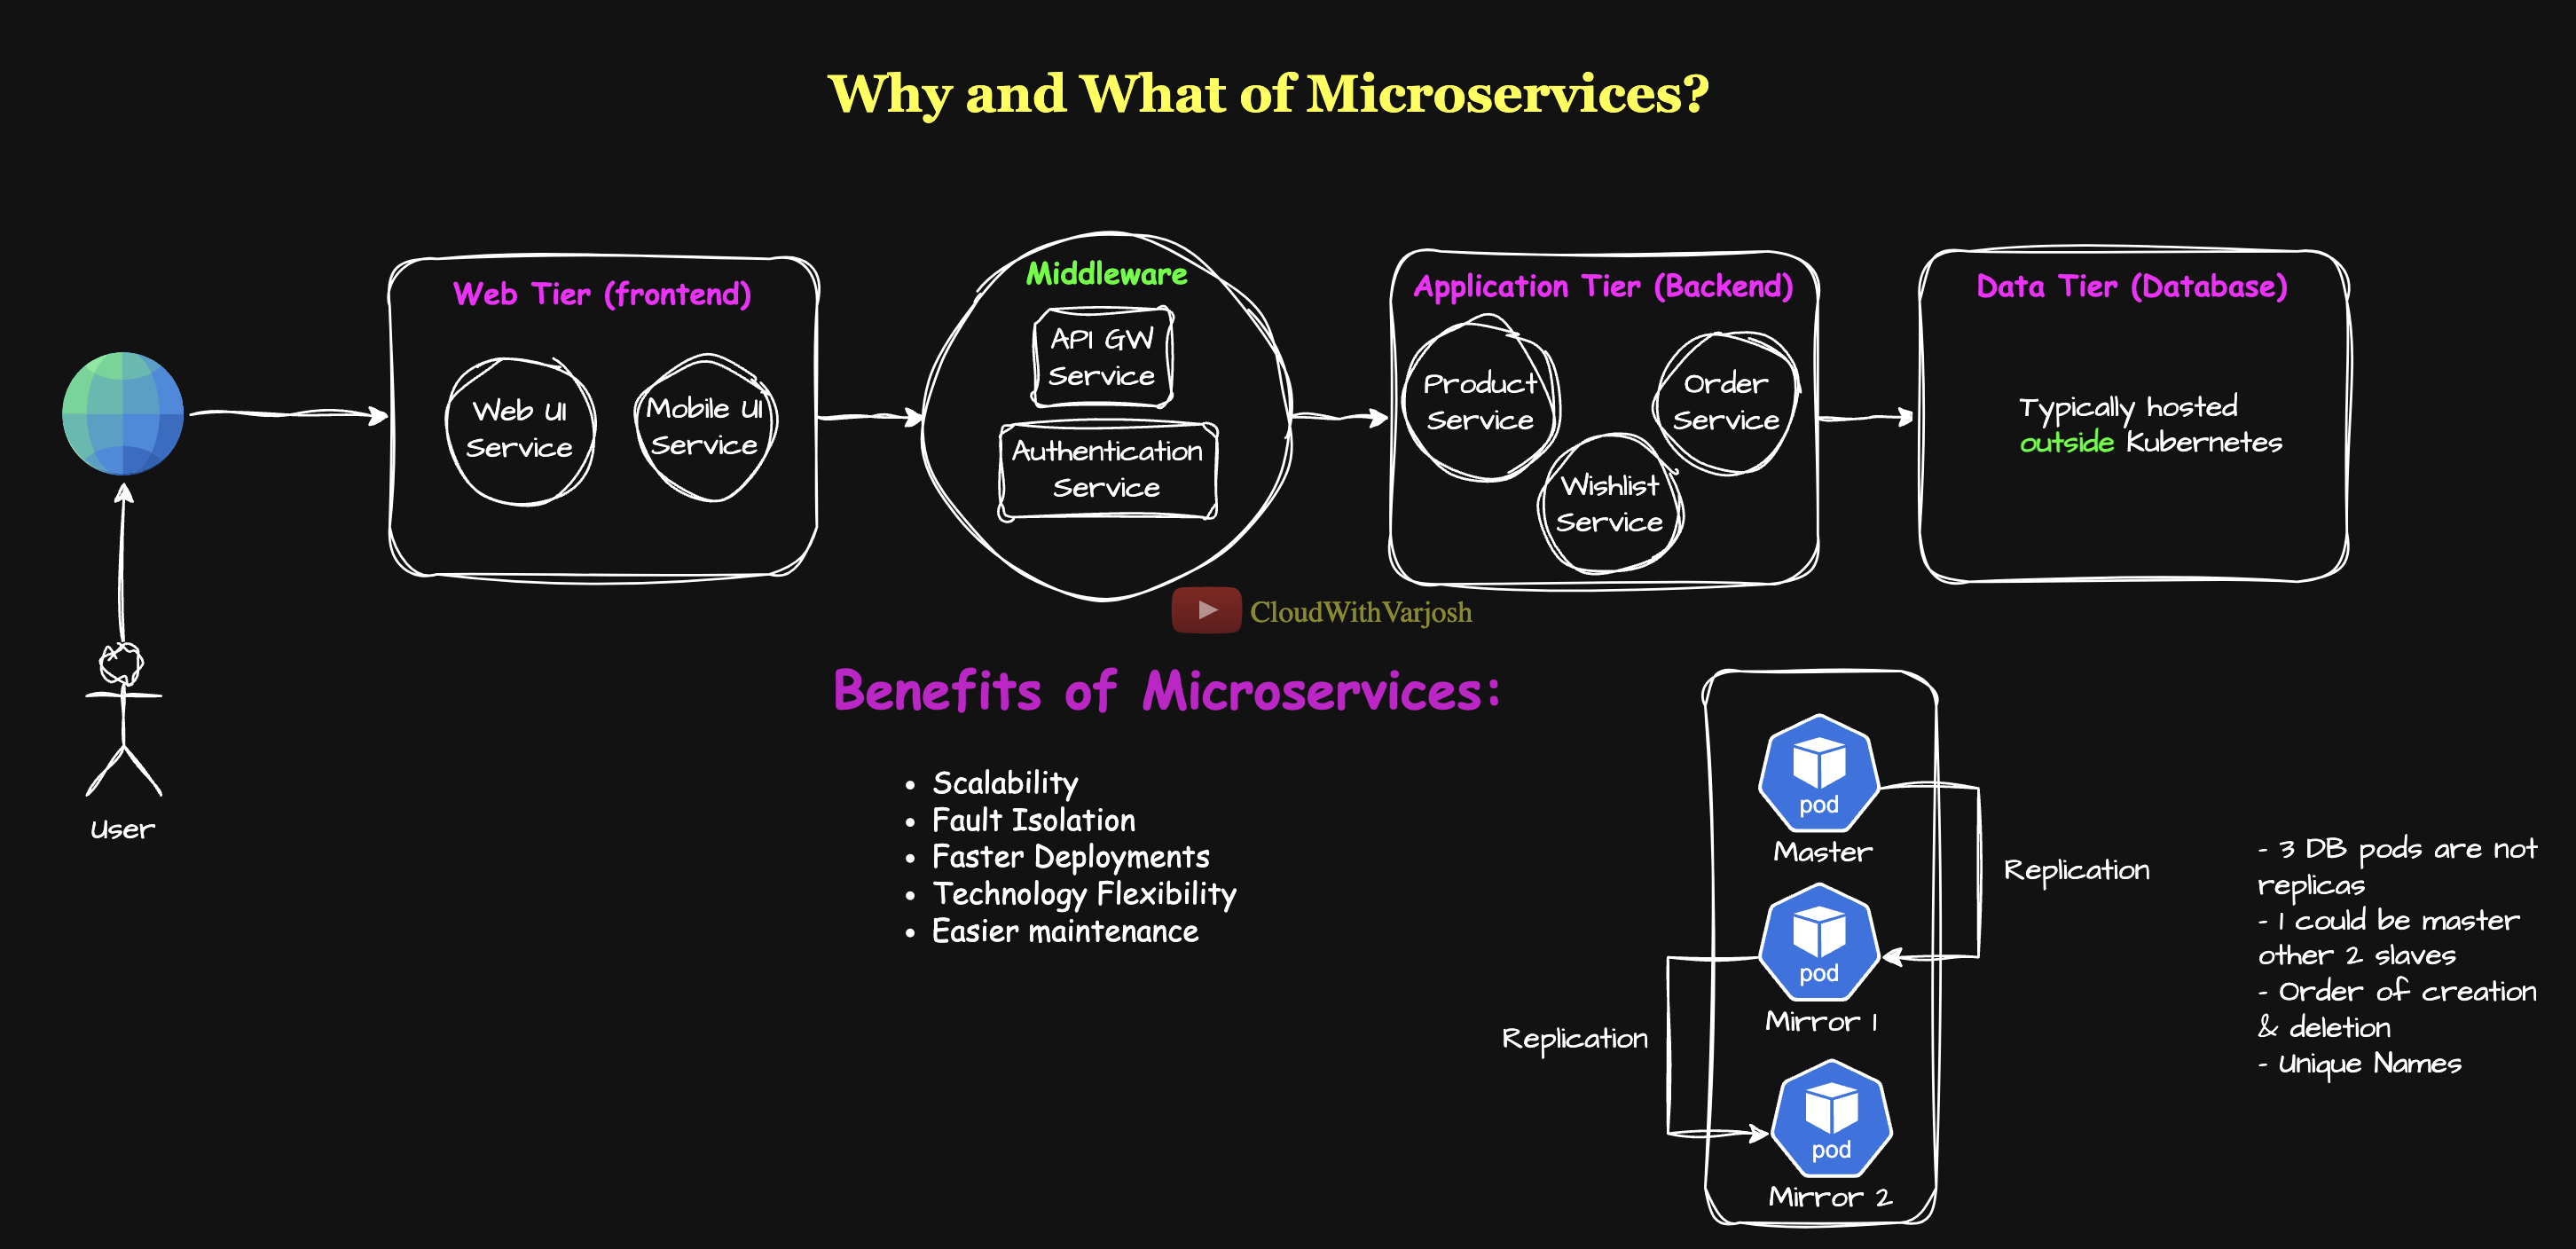 Why and What of Microservices?
Web Tier (frontend)
Web UI
Service
Mobile UI
Service
Middleware
API GW
Service
Authentication
Service
Application Tier (Backend)
Product
Service
Order
Service
Wishlist
Service
Data Tier (Database)
Typically hosted
outside Kubernetes
User
CloudWithVarjosh
Benefits of Microservices:
• Scalability
• Fault Isolation
• Faster Deployments
• Technology Flexibility
• Easier maintenance
pod
Master
Replication
pod
Mirror 1
Replication
pod
Mirror 2
- 3 DB pods are not
replicas
- 1 could be master
other 2 slaves
- Order of creation
& deletion
- Unique Names